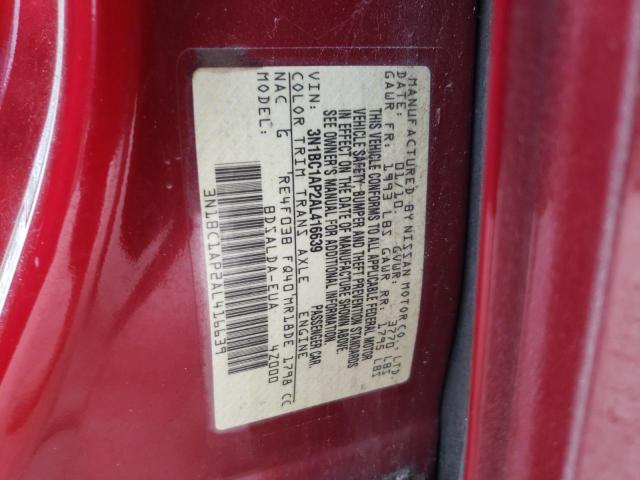 MANUFACTURED BY NISSAN MOTOR CO., LTD.
DATE: 01/10 GVWR: 3770 LBS
GAWR FR: 1993 LBS GAWR RR: 1795 LBS
THIS VEHICLE CONFORMS TO ALL APPLICABLE FEDERAL MOTOR
VEHICLE SAFETY, BUMPER AND THEFT PREVENTION STANDARDS
IN EFFECT ON THE DATE OF MANUFACTURE SHOWN ABOVE.
SEE OWNER'S MANUAL FOR ADDITIONAL INFORMATION.
VIN: 3N1BC1AP2AL416639 PASSENGER CAR
COLOR TRIM TRANS AXLE ENGINE
NAC G RE4F03B FQ40 MR18DE 1798 CC
MODEL: BDSALDA-EUA 4Z000
3N1BC1AP2AL416639